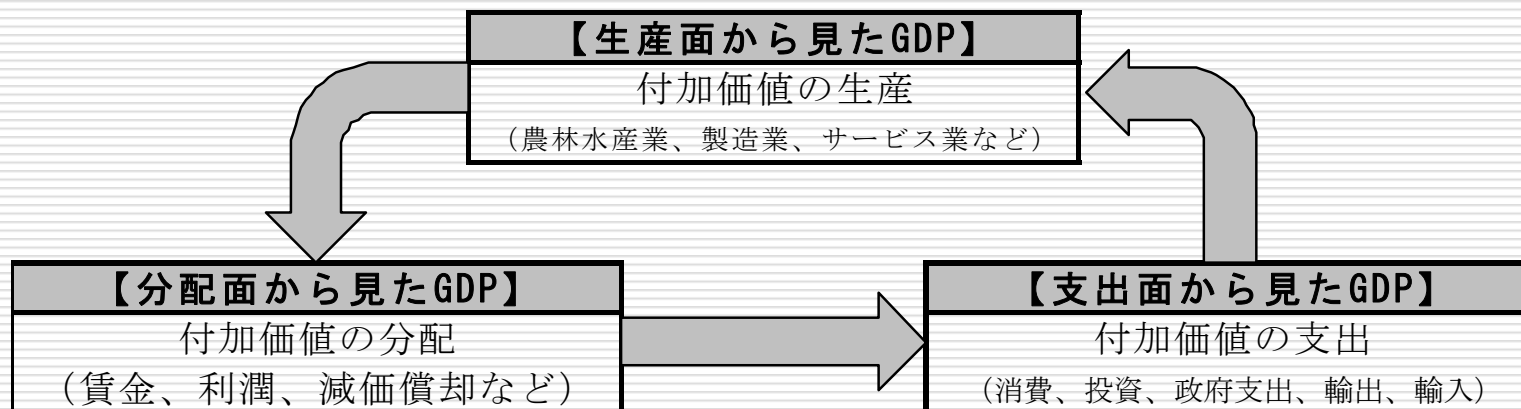 【生産面から見たGDP】
付加価値の生産
（農林水産業、製造業、サービス業など）
【分配面から見たGDP】
付加価値の分配
（賃金、利潤、減価償却など）
【支出面から見たGDP】
付加価値の支出
（消費、投資、政府支出、輸出、輸入）